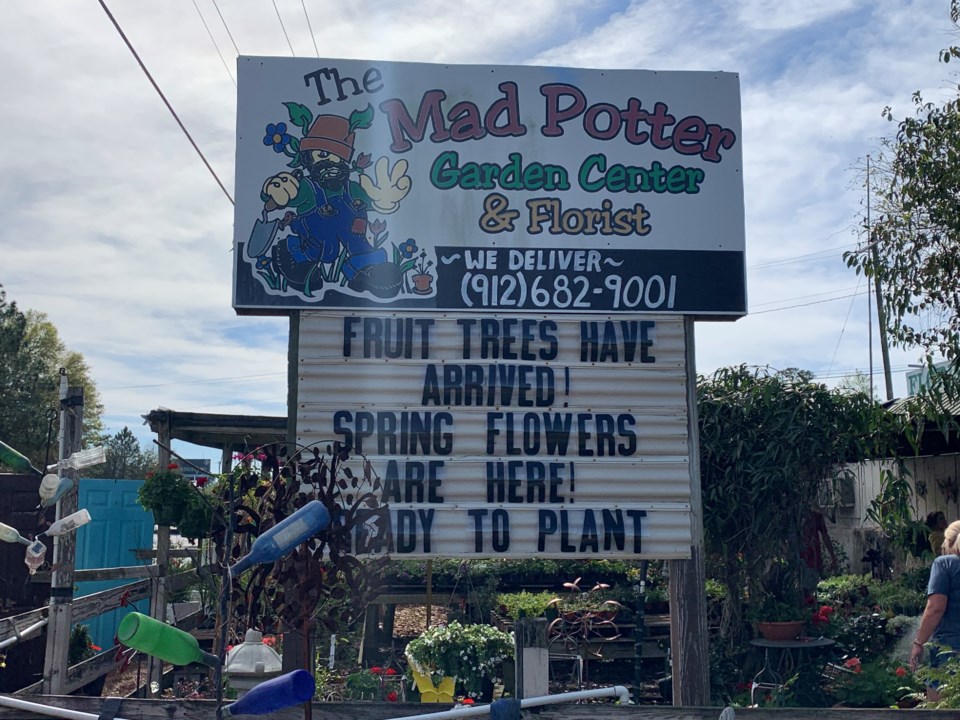 The
Mad Potter
Garden Center
& Florist
~WE DELIVER~
(912)682-9001
FRUIT TREES HAVE
ARRIVED!
SPRING FLOWERS
ARE HERE!
READY TO PLANT